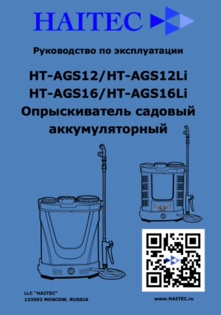 HAITEC
Руководство по эксплуатации
HT-AGS12/HT-AGS12Li
HT-AGS16/HT-AGS16Li
Опрыскиватель садовый
аккумуляторный
LLC "HAITEC"
123592 MOSCOW. RUSSIA
www.HAITEC.ru